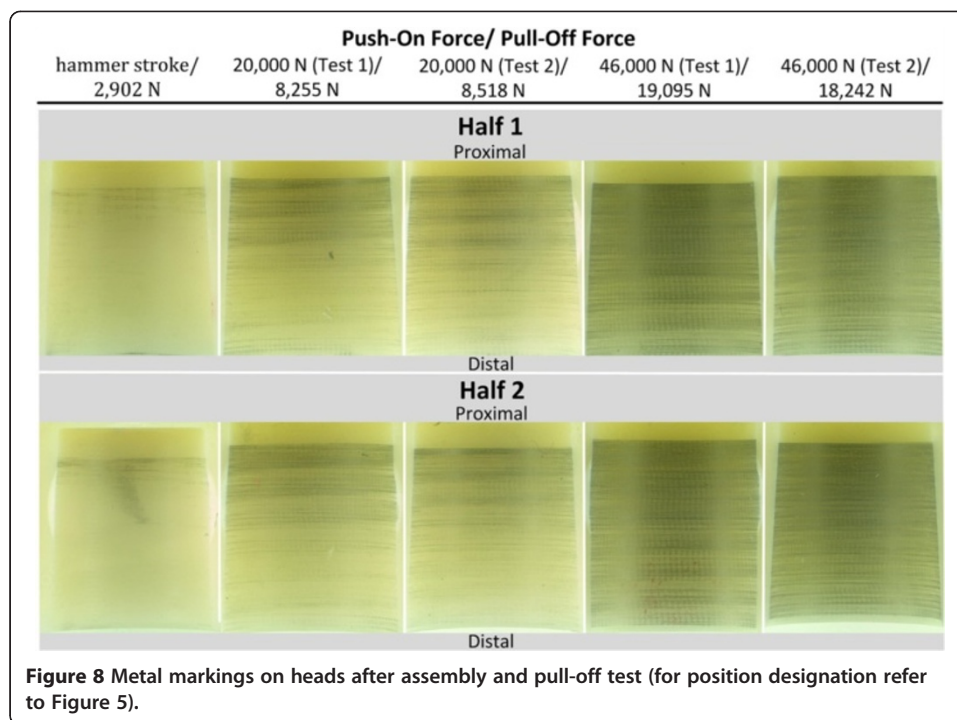 Push-On Force/ Pull-Off Force
hammer stroke/ 20,000 N (Test 1)/ 20,000 N (Test 2)/ 46,000 N (Test 1)/ 46,000 N (Test 2)/
2,902 N 8,255 N 8,518 N 19,095 N 18,242 N
Half 1
Proximal
Distal
Half 2
Proximal
Distal
Figure 8 Metal markings on heads after assembly and pull-off test (for position designation refer
to Figure 5).